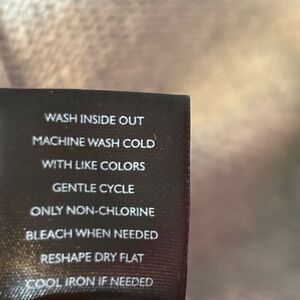 WASH INSIDE OUT
MACHINE WASH COLD
WITH LIKE COLORS
GENTLE CYCLE
ONLY NON-CHLORINE
BLEACH WHEN NEEDED
RESHAPE DRY FLAT
COOL IRON IF NEEDED